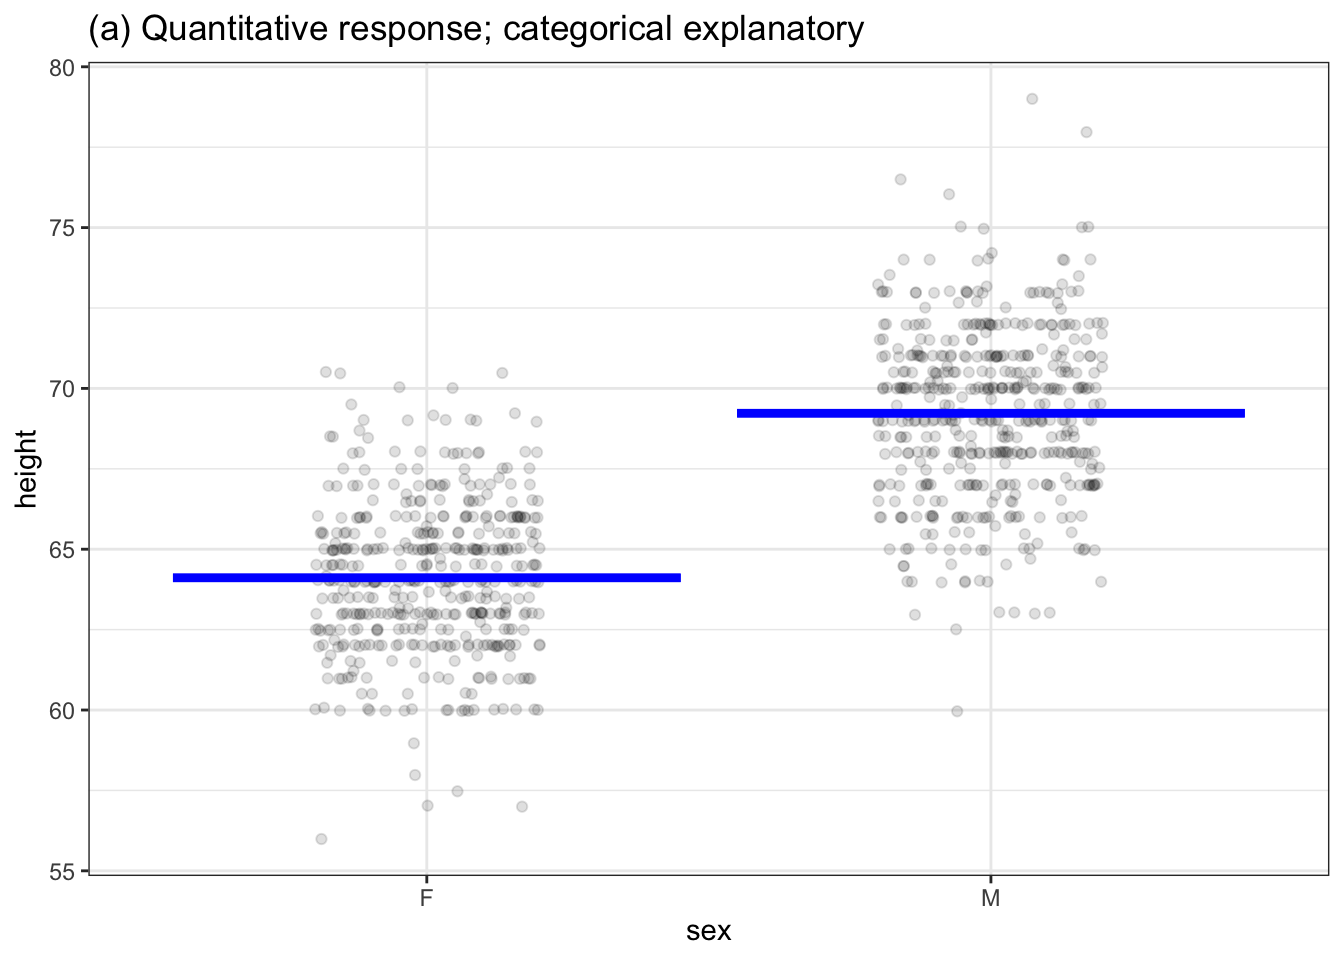 (a) Quantitative response; categorical explanatory
80
75
70
65
60
55
height
F
M
sex